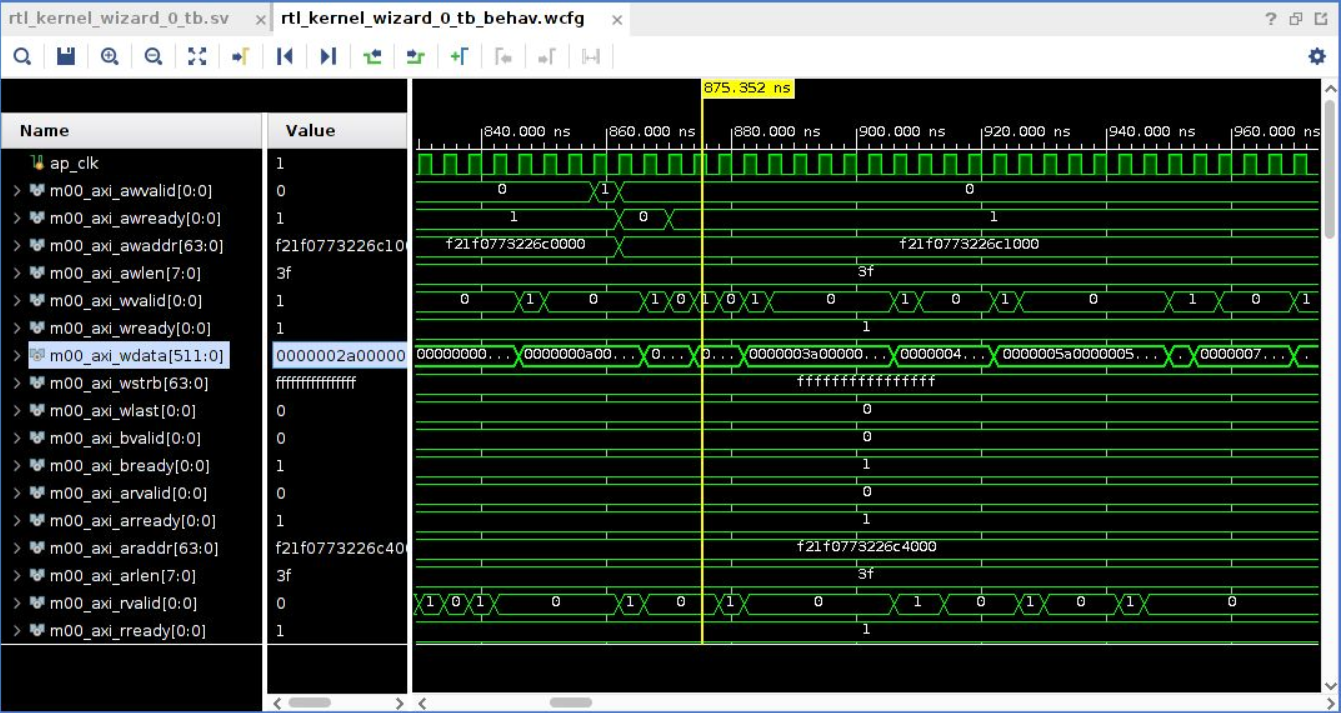 rtl_kernel_wizard_0_tb.sv × rtl_kernel_wizard_0_tb_behav.wcfg × ?
875.352 ns
Name Value 840.000 ns 860.000 ns 880.000 ns 900.000 ns 920.000 ns 940.000 ns 960.000 ns
ap_clk 1
m00_axi_awvalid[0:0] 0 0 1 0
m00_axi_awready[0:0] 1 1 0 1
m00_axi_awaddr[63:0] f21f0773226c10 f21f0773226c0000 f21f0773226c1000
m00_axi_awlen[7:0] 3f 3f
m00_axi_wvalid[0:0] 1 0 1 0 1 0 1 0 1 0 1 0 1 0 1 0 1
m00_axi_wready[0:0] 1 1
m00_axi_wdata[511:0] 0000002a00000 00000000... 0000000a00... 0... 0... 0000003a00000... 0000004... 0000005a0000005... 0000007... .
m00_axi_wstrb[63:0] ffffffffffffffff ffffffffffffffff
m00_axi_wlast[0:0] 0 0
m00_axi_bvalid[0:0] 0 0
m00_axi_bready[0:0] 1 1
m00_axi_arvalid[0:0] 0 0
m00_axi_arready[0:0] 1 1
m00_axi_araddr[63:0] f21f0773226c40 f21f0773226c4000
m00_axi_arlen[7:0] 3f 3f
m00_axi_rvalid[0:0] 0 1 0 1 0 1 0 1 0 1 0 1 0 1 0
m00_axi_rready[0:0] 1 1